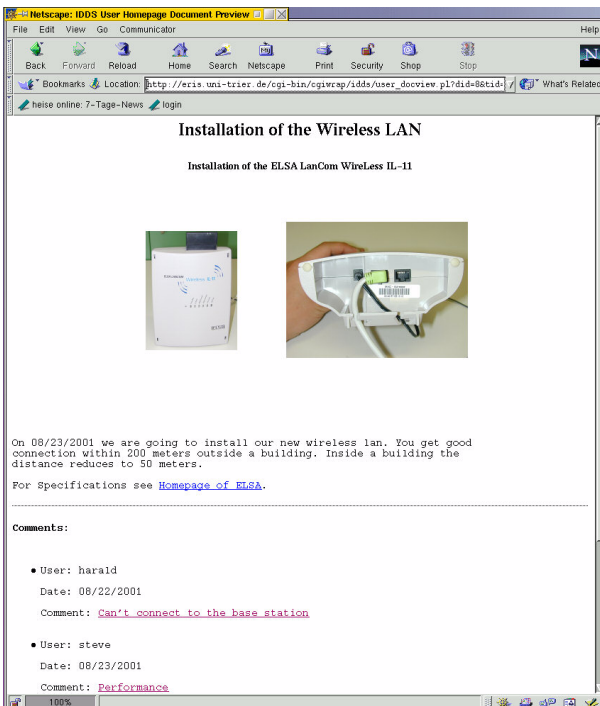 Netscape: IDDS User Homepage Document Preview
File Edit View Go Communicator Help
Back Forward Reload Home Search Netscape Print Security Shop Stop
Bookmarks Location: http://eris.uni-trier.de/cgi-bin/cgiwrap/idds/user_docview.pl?did=8&tid= What's Related
heise online: 7-Tage-News login
Installation of the Wireless LAN
Installation of the ELSA LanCom WireLess IL-11
On 08/23/2001 we are going to install our new wireless lan. You get good
connection within 200 meters outside a building. Inside a building the
distance reduces to 50 meters.
For Specifications see Homepage of ELSA.
Comments:
User: harald
Date: 08/22/2001
Comment: Can't connect to the base station
User: steve
Date: 08/23/2001
Comment: Performance
100%